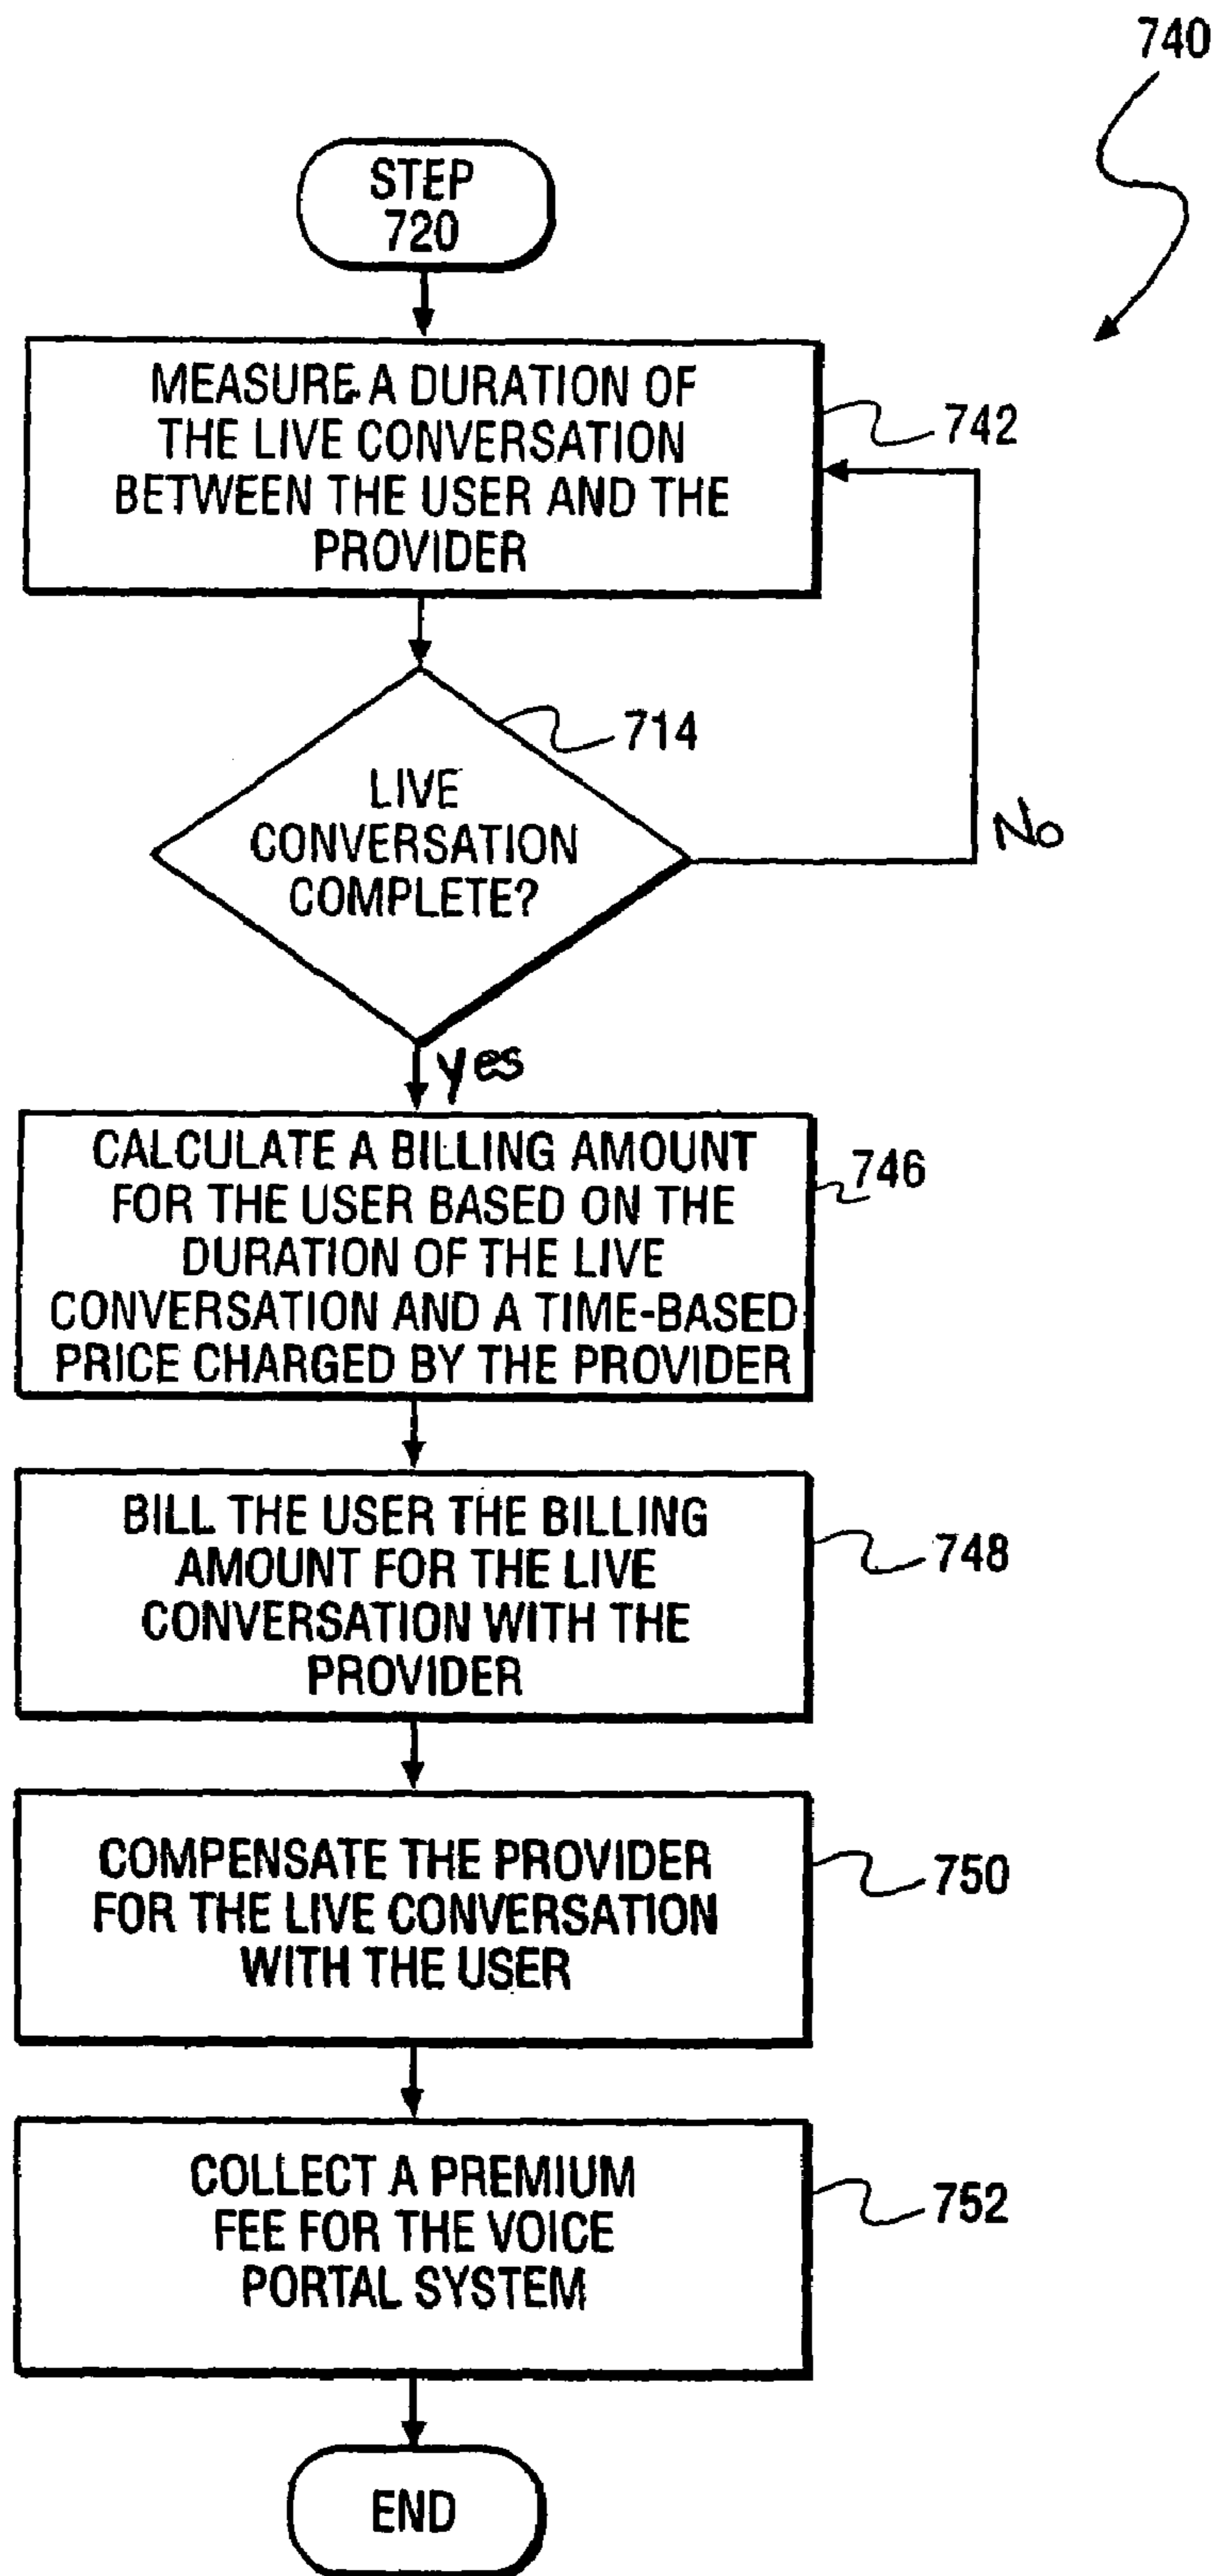 740
STEP
720
MEASURE A DURATION OF
THE LIVE CONVERSATION
BETWEEN THE USER AND THE
PROVIDER
742
714
LIVE
CONVERSATION
COMPLETE?
No
yes
CALCULATE A BILLING AMOUNT
FOR THE USER BASED ON THE
DURATION OF THE LIVE
CONVERSATION AND A TIME-BASED
PRICE CHARGED BY THE PROVIDER
746
BILL THE USER THE BILLING
AMOUNT FOR THE LIVE
CONVERSATION WITH THE
PROVIDER
748
COMPENSATE THE PROVIDER
FOR THE LIVE CONVERSATION
WITH THE USER
750
COLLECT A PREMIUM
FEE FOR THE VOICE
PORTAL SYSTEM
752
END